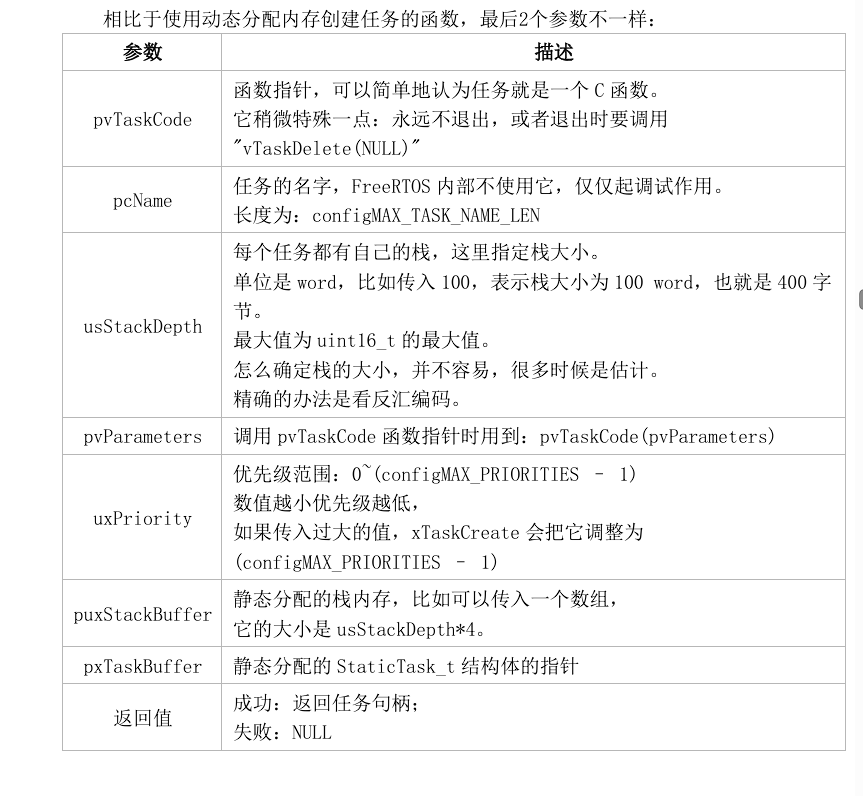 相比于使用动态分配内存创建任务的函数，最后2个参数不一样：
参数 描述
pvTaskCode
函数指针，可以简单地认为任务就是一个 C 函数。
它稍微特殊一点：永远不退出，或者退出时要调用
"vTaskDelete(NULL)"
pcName
任务的名字，FreeRTOS 内部不使用它，仅仅起调试作用。
长度为：configMAX_TASK_NAME_LEN
usStackDepth
每个任务都有自己的栈，这里指定栈大小。
单位是 word，比如传入 100，表示栈大小为 100 word，也就是 400 字
节。
最大值为 uint16_t 的最大值。
怎么确定栈的大小，并不容易，很多时候是估计。
精确的办法是看反汇编码。
pvParameters 调用 pvTaskCode 函数指针时用到：pvTaskCode(pvParameters)
uxPriority
优先级范围：0~(configMAX_PRIORITIES – 1)
数值越小优先级越低，
如果传入过大的值，xTaskCreate 会把它调整为
(configMAX_PRIORITIES – 1)
puxStackBuffer
静态分配的栈内存，比如可以传入一个数组，
它的大小是 usStackDepth*4。
pxTaskBuffer 静态分配的 StaticTask_t 结构体的指针
返回值
成功：返回任务句柄；
失败：NULL